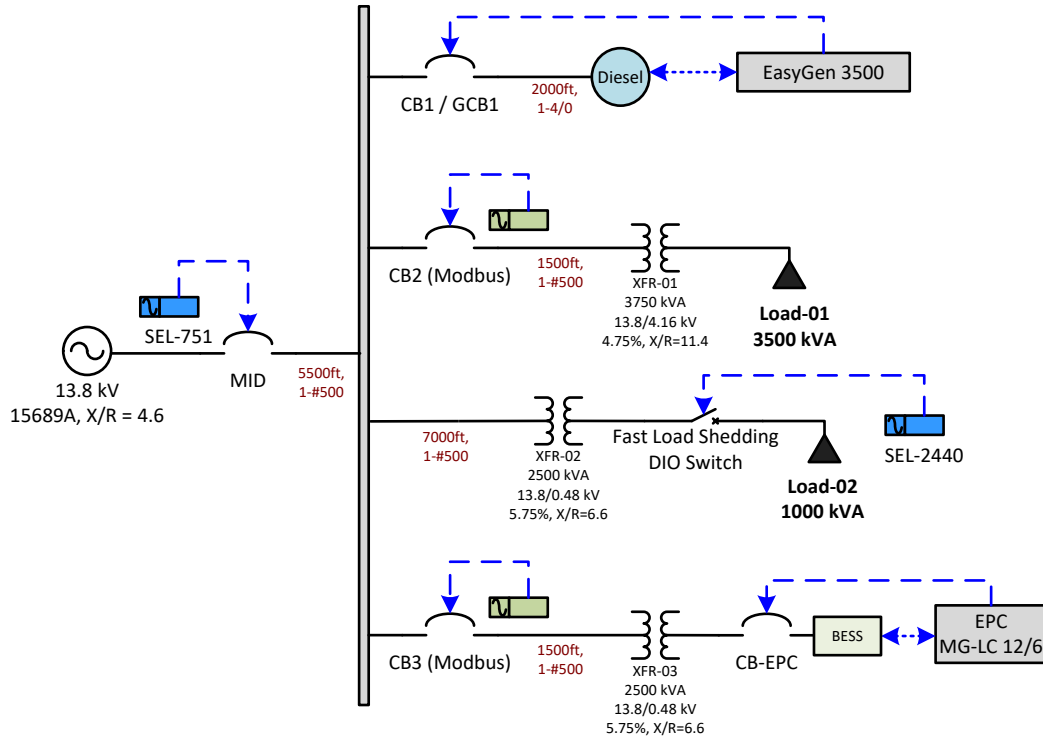 Diesel
EasyGen 3500
CB1 / GCB1
2000ft,
1-4/0
CB2 (Modbus)
1500ft,
1-#500
XFR-01
3750 kVA
13.8/4.16 kV
4.75%, X/R=11.4
Load-01
3500 kVA
SEL-751
MID
13.8 kV
15689A, X/R = 4.6
5500ft,
1-#500
7000ft,
1-#500
XFR-02
2500 kVA
13.8/0.48 kV
5.75%, X/R=6.6
Fast Load Shedding
DIO Switch
Load-02
1000 kVA
SEL-2440
CB3 (Modbus)
1500ft,
1-#500
XFR-03
2500 kVA
13.8/0.48 kV
5.75%, X/R=6.6
CB-EPC
BESS
EPC
MG-LC 12/6